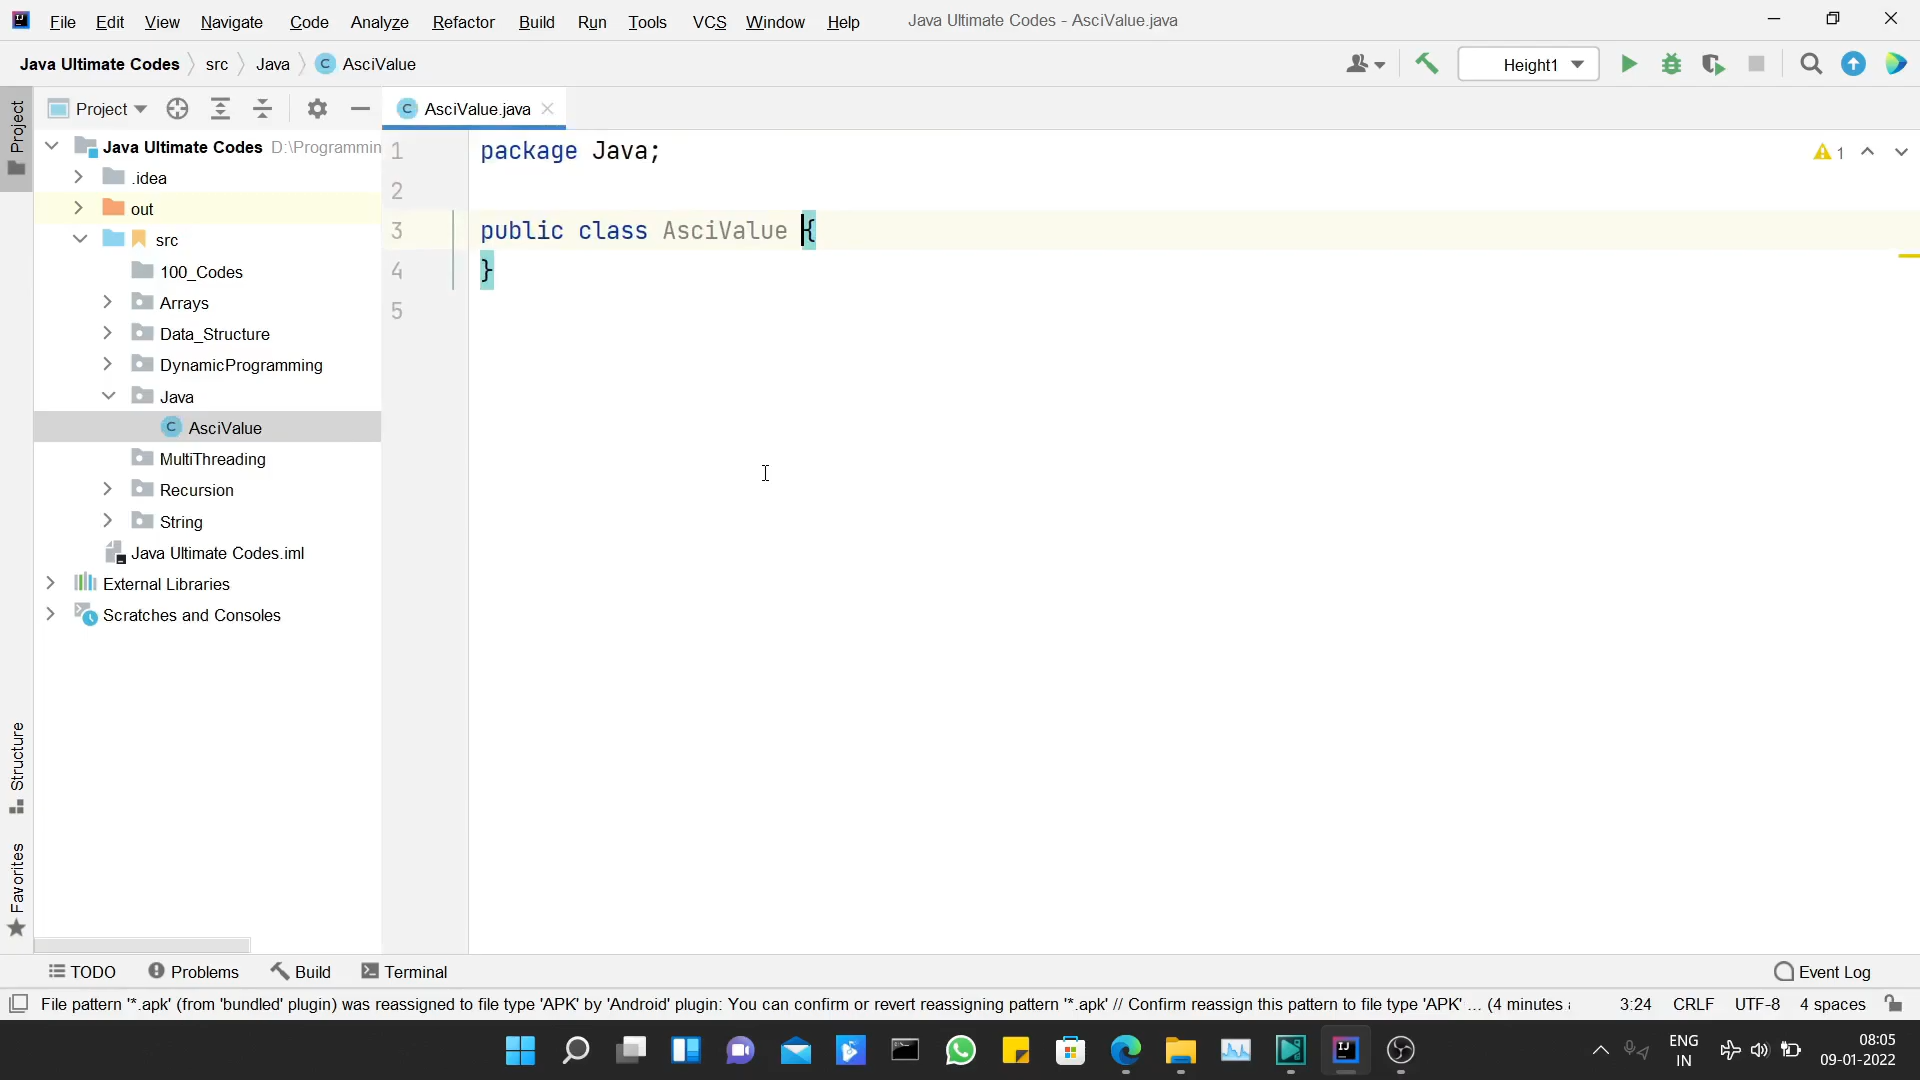 File Edit View Navigate Code Analyze Refactor Build Run Tools VCS Window Help Java Ultimate Codes - AsciValue.java
Java Ultimate Codes src Java AsciValue Height1
Project AsciValue.java
Project
Java Ultimate Codes D:\Programmin
.idea
out
src
100_Codes
Arrays
Data_Structure
DynamicProgramming
Java
AsciValue
MultiThreading
Recursion
String
Java Ultimate Codes.iml
External Libraries
Scratches and Consoles
Structure
Favorites
1 package Java;
2
3 public class AsciValue {
4 }
5
1
TODO Problems Build Terminal Event Log
File pattern '*.apk' (from 'bundled' plugin) was reassigned to file type 'APK' by 'Android' plugin: You can confirm or revert reassigning pattern '*.apk' // Confirm reassign this pattern to file type 'APK' ... (4 minutes 3:24 CRLF UTF-8 4 spaces
ENG
IN
08:05
09-01-2022